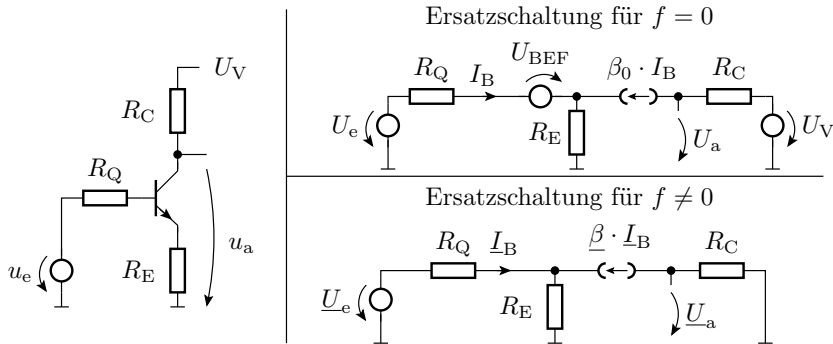 U_V
R_C
R_Q
u_e
R_E
u_a
Ersatzschaltung für f = 0
R_Q I_B U_BEF β_0 · I_B R_C
U_e R_E U_a U_V
Ersatzschaltung für f ≠ 0
R_Q I_B β · I_B R_C
U_e R_E U_a